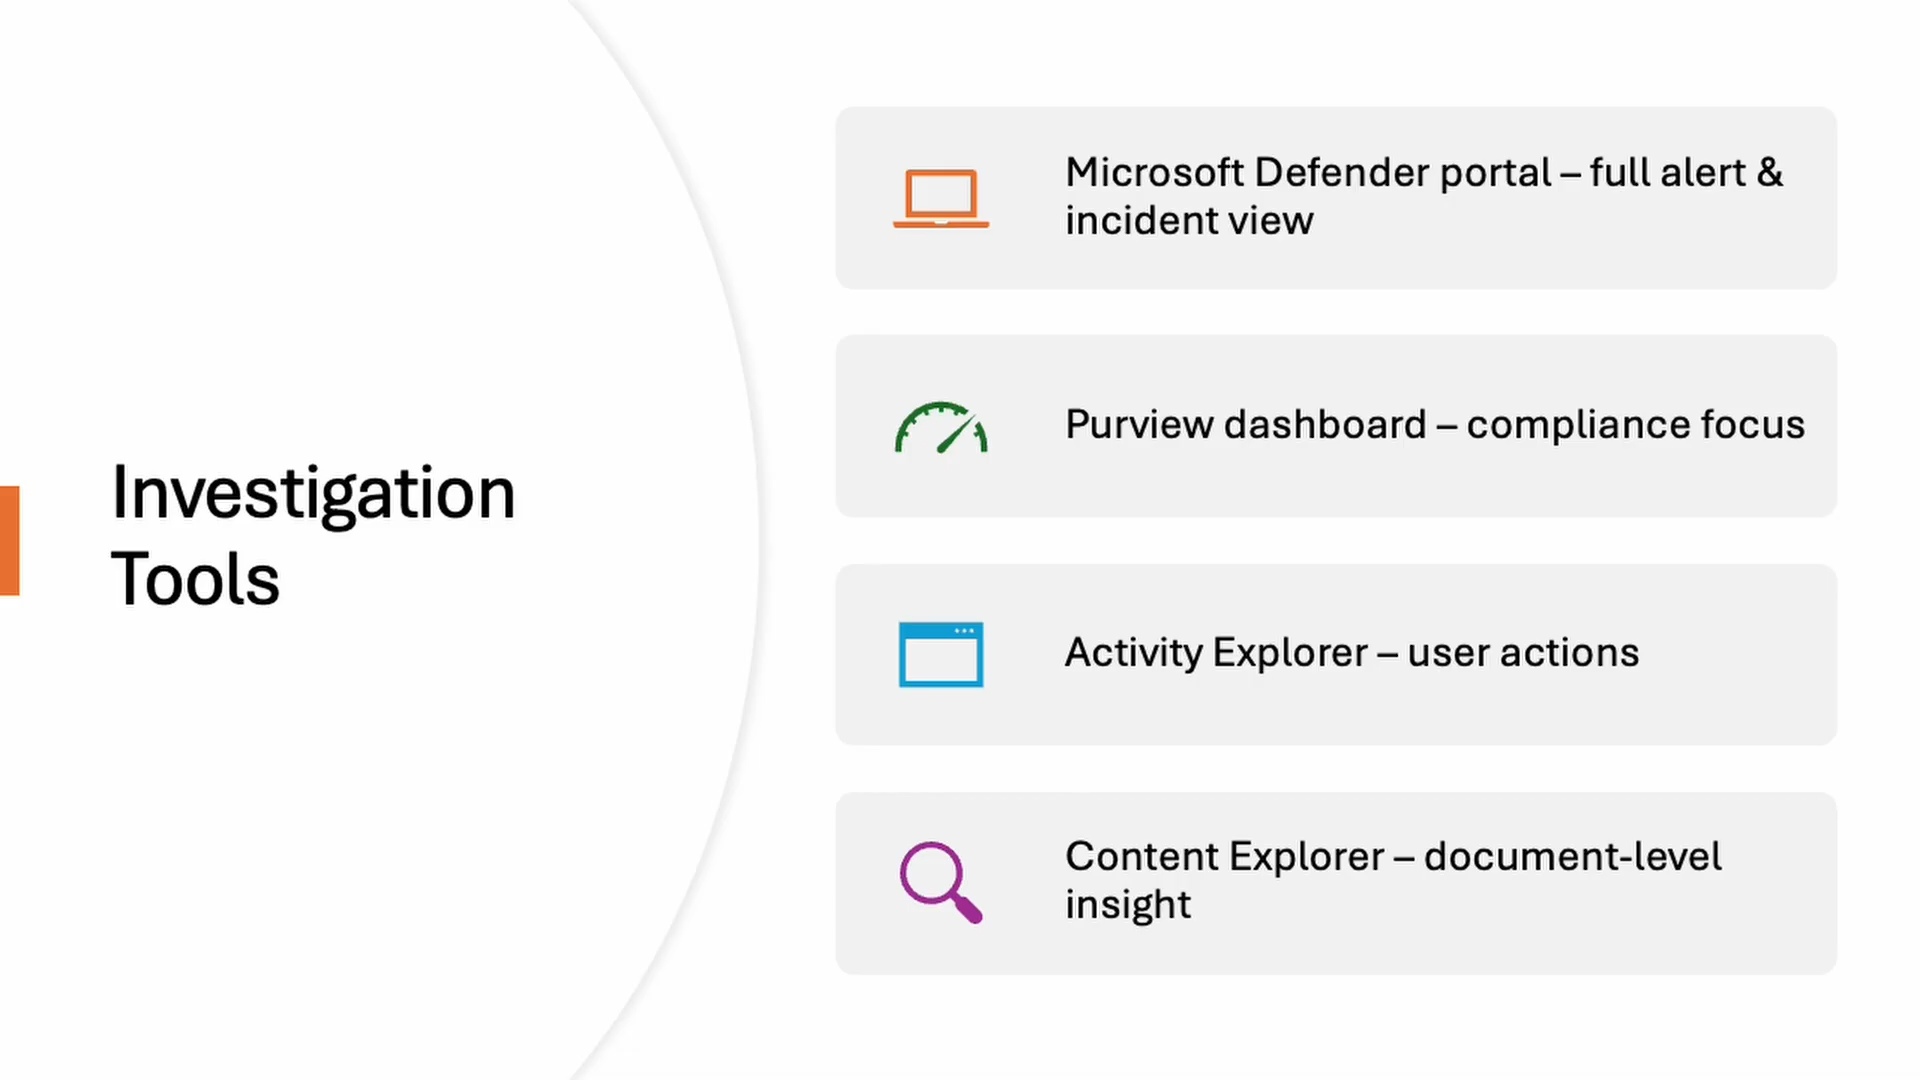 Investigation
Tools
Microsoft Defender portal – full alert &
incident view
Purview dashboard – compliance focus
Activity Explorer – user actions
Content Explorer – document-level
insight